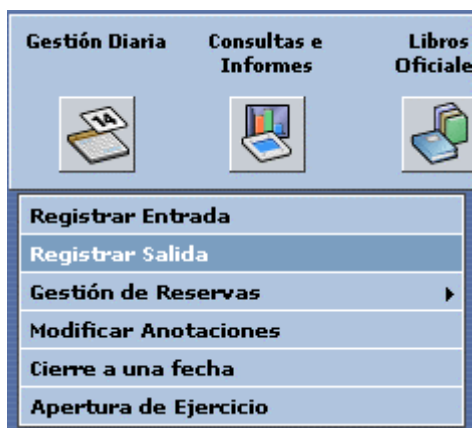 Gestión Diaria
Consultas e
Informes
Libros
Oficiale
14
Registrar Entrada
Registrar Salida
Gestión de Reservas
Modificar Anotaciones
Cierre a una fecha
Apertura de Ejercicio